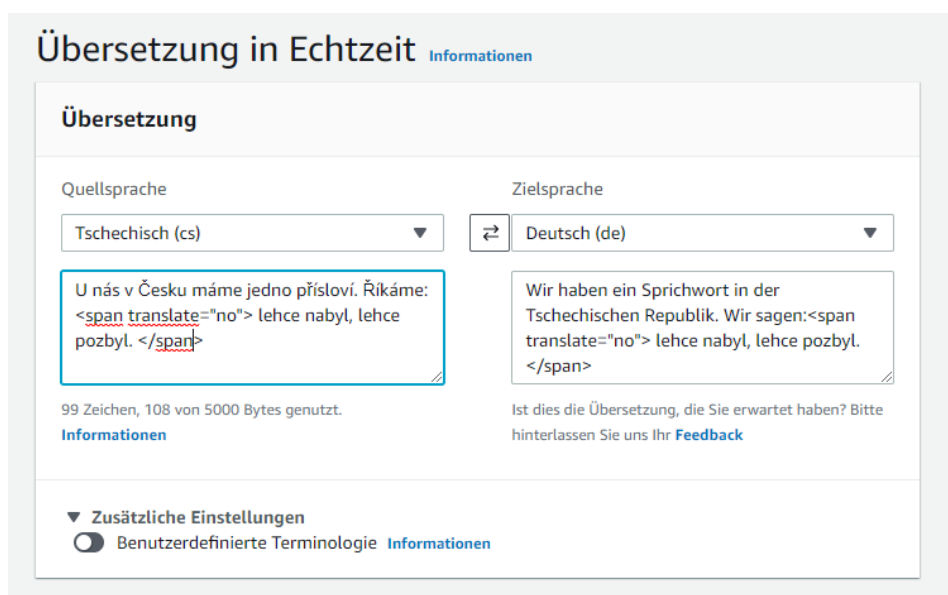 Übersetzung in Echtzeit Informationen
Übersetzung
Quellsprache
Tschechisch (cs)
U nás v Česku máme jedno přísloví. Říkáme:
<span translate="no"> lehce nabyl, lehce
pozbyl. </span>
99 Zeichen, 108 von 5000 Bytes genutzt.
Informationen
Zielsprache
Deutsch (de)
Wir haben ein Sprichwort in der
Tschechischen Republik. Wir sagen:<span
translate="no"> lehce nabyl, lehce pozbyl.
</span>
Ist dies die Übersetzung, die Sie erwartet haben? Bitte
hinterlassen Sie uns Ihr Feedback
Zusätzliche Einstellungen
Benutzerdefinierte Terminologie Informationen